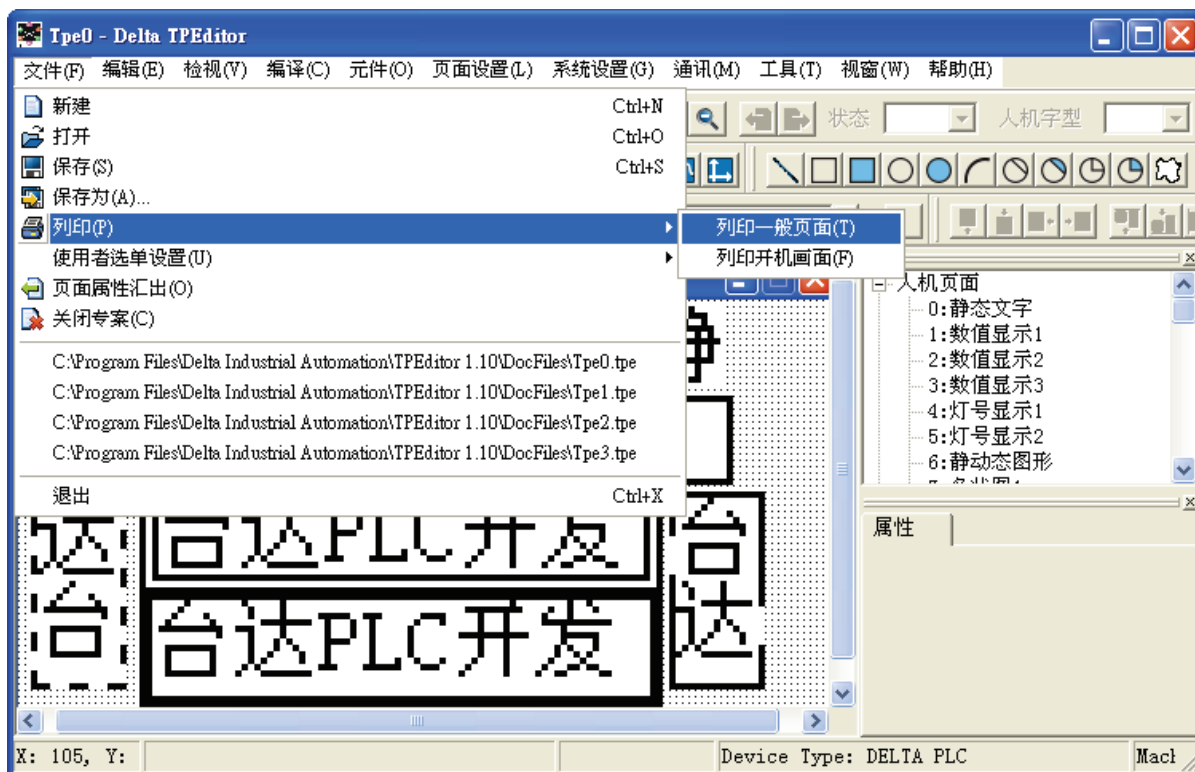 Tpe0 - Delta TPEditor
文件(F) 编辑(E) 检视(V) 编译(C) 元件(O) 页面设置(L) 系统设置(G) 通讯(M) 工具(T) 视窗(W) 帮助(H)
新建 Ctrl+N
打开 Ctrl+O
保存(S) Ctrl+S
保存为(A)...
列印(P)
使用者选单设置(U)
页面属性汇出(O)
关闭专案(C)
C:\Program Files\Delta Industrial Automation\TPEditor 1.10\DocFiles\Tpe0.tpe
C:\Program Files\Delta Industrial Automation\TPEditor 1.10\DocFiles\Tpe1.tpe
C:\Program Files\Delta Industrial Automation\TPEditor 1.10\DocFiles\Tpe2.tpe
C:\Program Files\Delta Industrial Automation\TPEditor 1.10\DocFiles\Tpe3.tpe
退出 Ctrl+X
列印一般页面(T)
列印开机画面(F)
状态 人机字型
人机页面
0:静态文字
1:数值显示1
2:数值显示2
3:数值显示3
4:灯号显示1
5:灯号显示2
6:静动态图形
属性
台达PLC开发
台达PLC开发
台
达
达
台
X: 105, Y:
Device Type: DELTA PLC